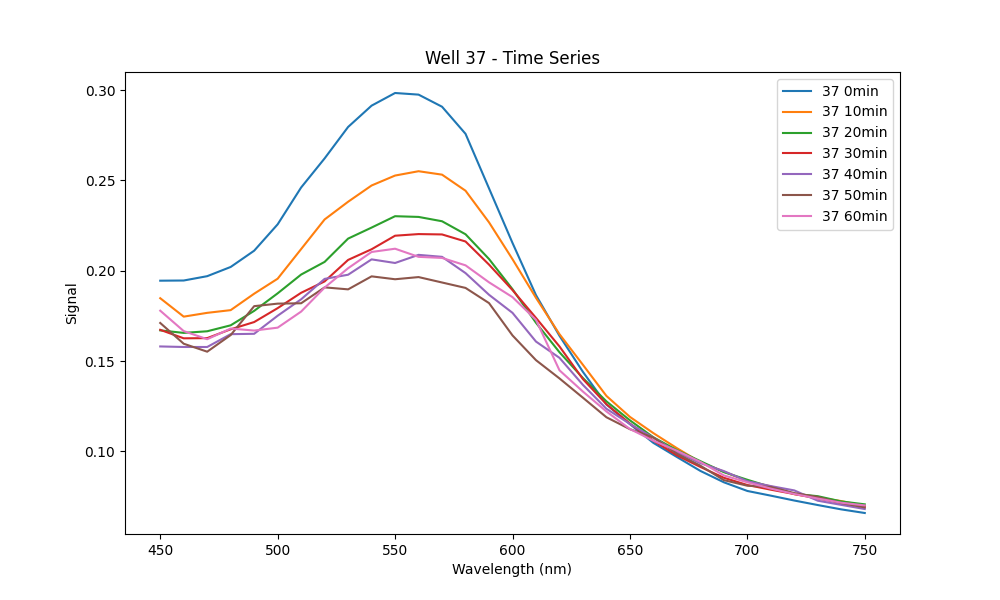 Well 37 - Time Series
Signal
0.30
0.25
0.20
0.15
0.10
450 500 550 600 650 700 750
Wavelength (nm)
37 0min
37 10min
37 20min
37 30min
37 40min
37 50min
37 60min